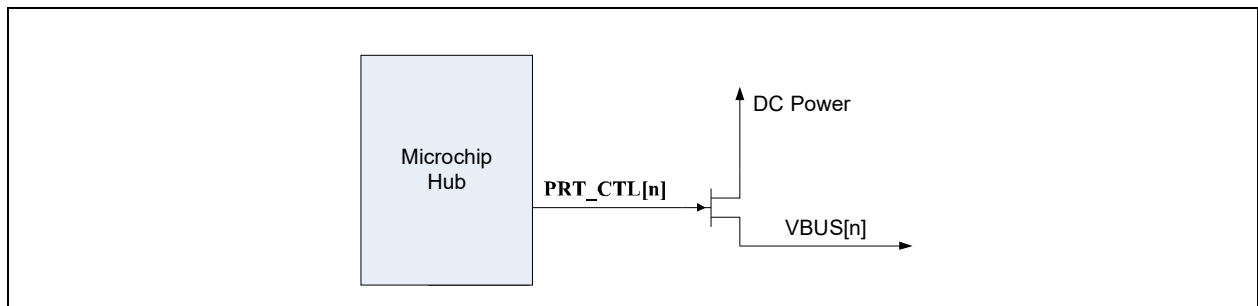 DC Power
Microchip
Hub
PRT_CTL[n]
VBUS[n]